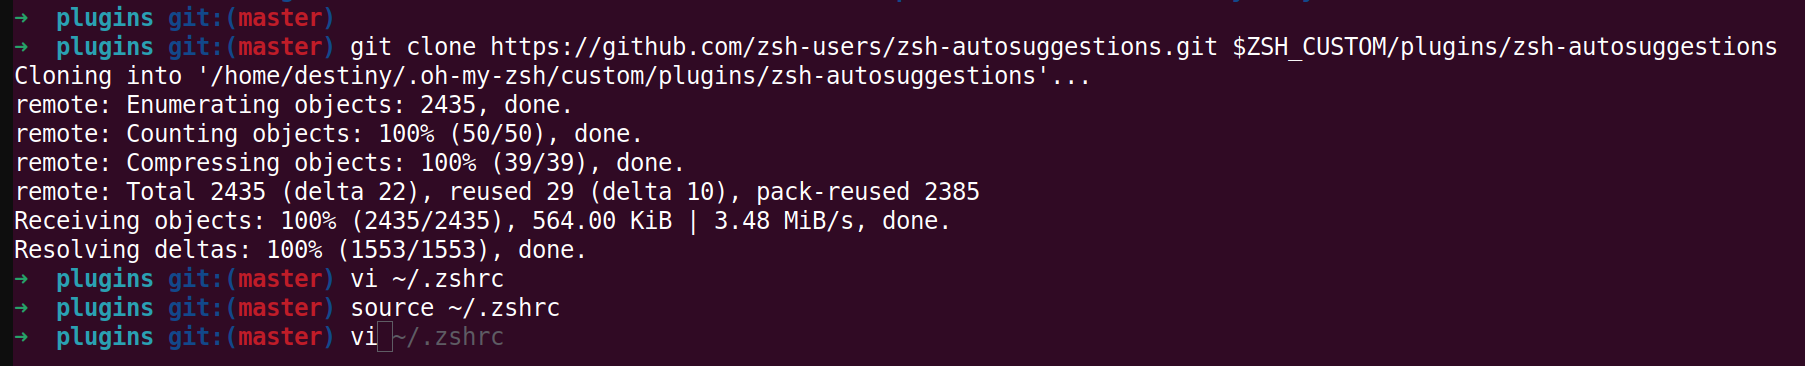 → plugins git:(master)
→ plugins git:(master) git clone https://github.com/zsh-users/zsh-autosuggestions.git $ZSH_CUSTOM/plugins/zsh-autosuggestions
Cloning into '/home/destiny/.oh-my-zsh/custom/plugins/zsh-autosuggestions'...
remote: Enumerating objects: 2435, done.
remote: Counting objects: 100% (50/50), done.
remote: Compressing objects: 100% (39/39), done.
remote: Total 2435 (delta 22), reused 29 (delta 10), pack-reused 2385
Receiving objects: 100% (2435/2435), 564.00 KiB | 3.48 MiB/s, done.
Resolving deltas: 100% (1553/1553), done.
→ plugins git:(master) vi ~/.zshrc
→ plugins git:(master) source ~/.zshrc
→ plugins git:(master) vi ~/.zshrc